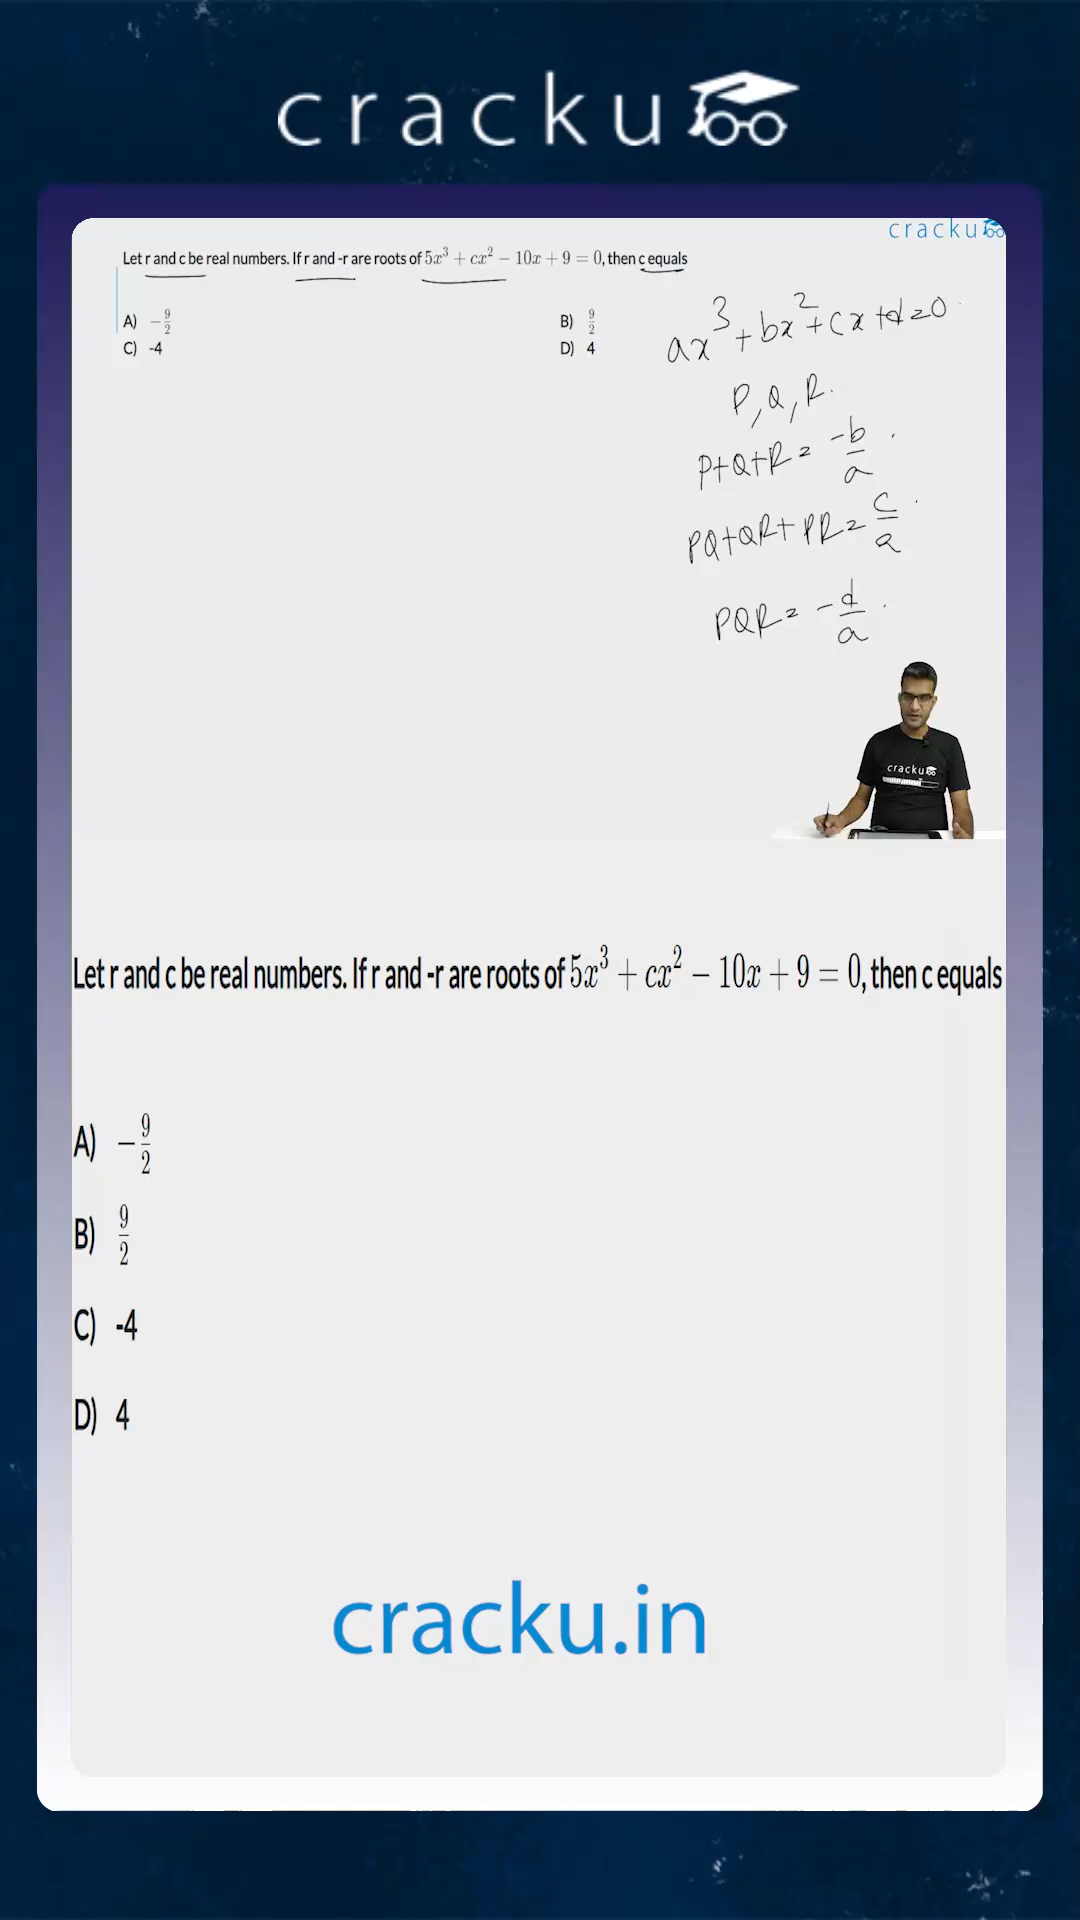 cracku
cracku
Let r and c be real numbers. If r and -r are roots of 5x³ + cx² − 10x + 9 = 0, then c equals
A) −9/2
B) 9/2
C) -4
D) 4
ax³ + bx² + cx + d = 0
P, Q, R.
P+Q+R = -b/a
PQ+QR+PR = c/a
PQR = -d/a
cracku
Let r and c be real numbers. If r and -r are roots of 5x³ + cx² − 10x + 9 = 0, then c equals
A) −9/2
B) 9/2
C) -4
D) 4
cracku.in